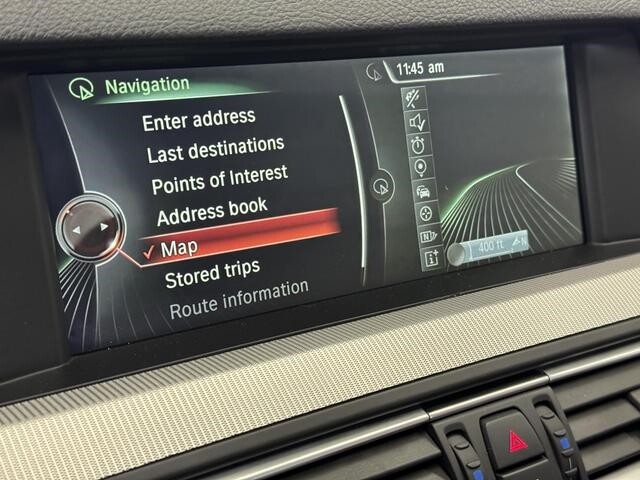 Navigation
11:45 am
Enter address
Last destinations
Points of Interest
Address book
Map
Stored trips
Route information
400 ft
N